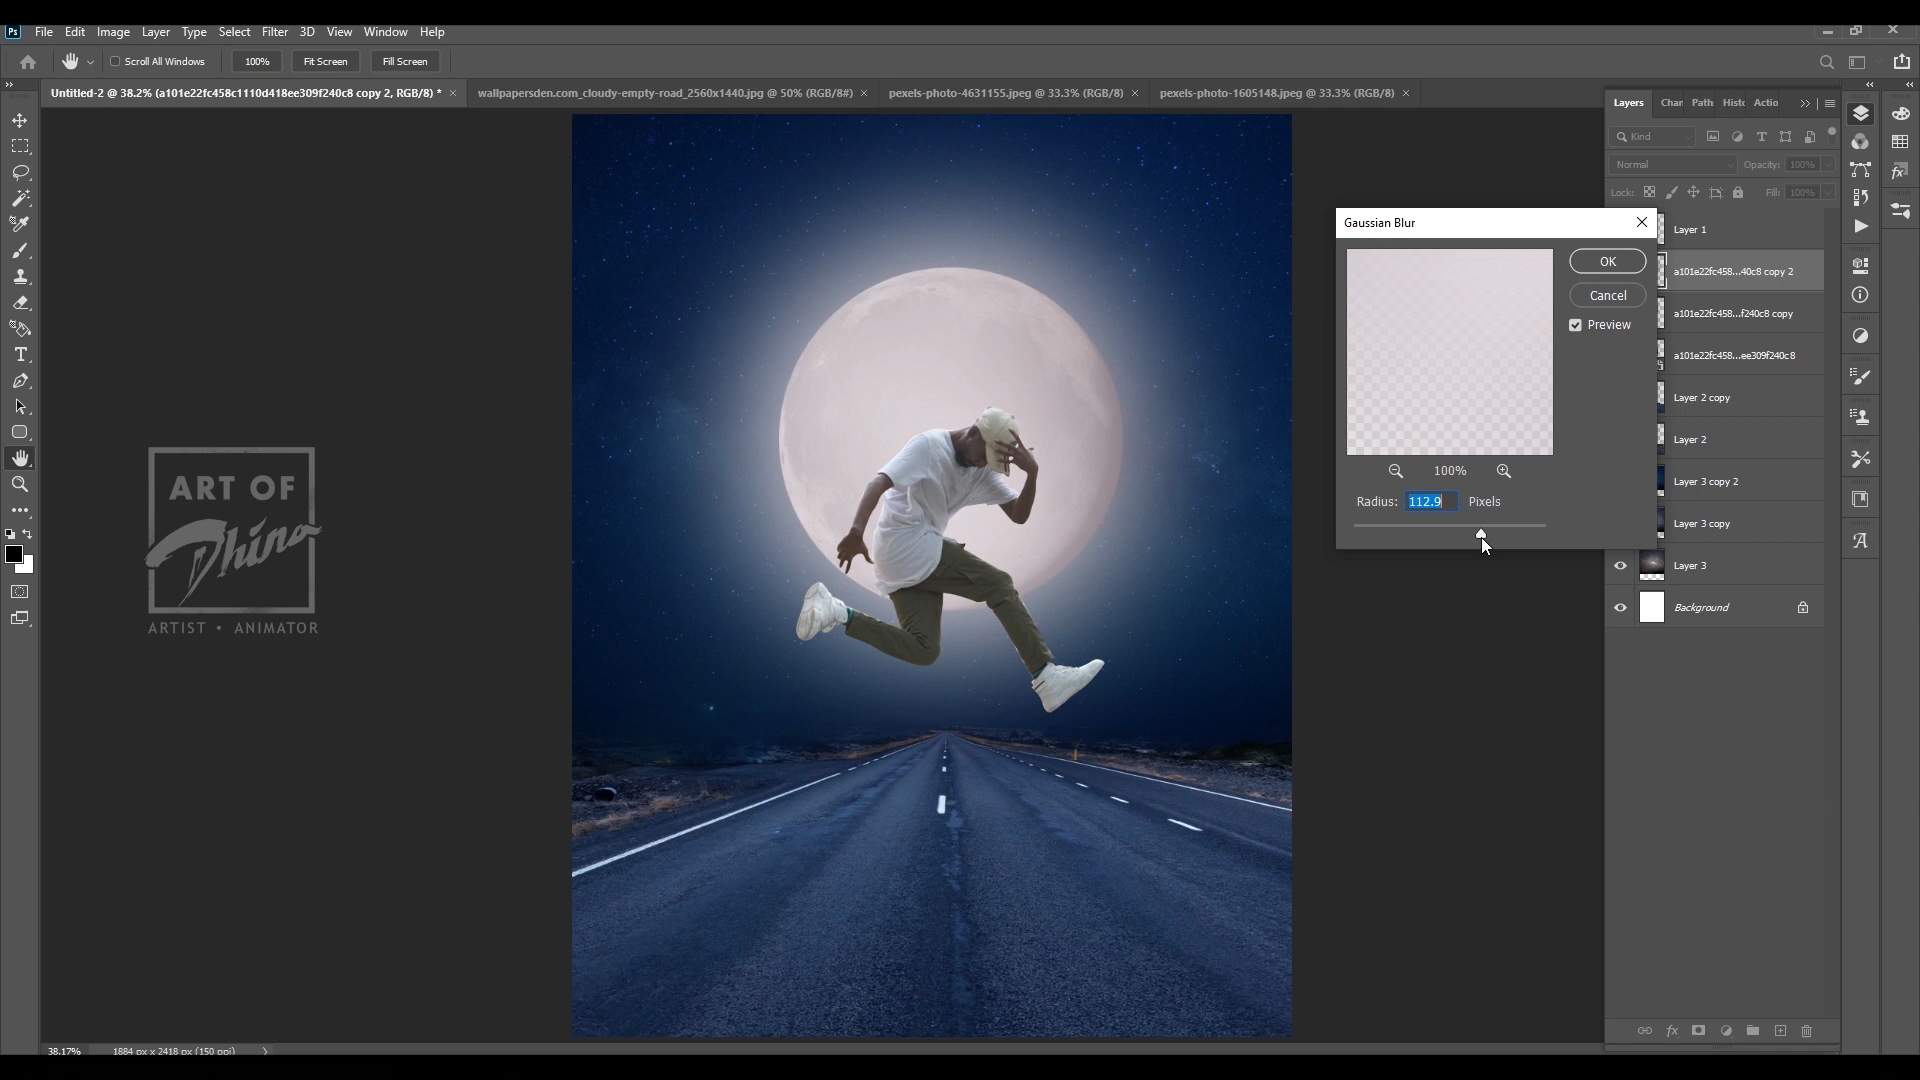 Ps File Edit Image Layer Type Select Filter 3D View Window Help
Scroll All Windows 100% Fit Screen Fill Screen
Untitled-2 @ 38.2% (a101e22fc458c1110d418ee309f240c8 copy 2, RGB/8) *
wallpapersden.com_cloudy-empty-road_2560x1440.jpg @ 50% (RGB/8#)
pexels-photo-4631155.jpeg @ 33.3% (RGB/8)
pexels-photo-1605148.jpeg @ 33.3% (RGB/8)
Layers Chan Path Histo Actio
Kind
Normal Opacity: 100%
Lock: Fill: 100%
Layer 1
a101e22fc458...40c8 copy 2
a101e22fc458...f240c8 copy
a101e22fc458...ee309f240c8
Layer 2 copy
Layer 2
Layer 3 copy 2
Layer 3 copy
Layer 3
Background
Gaussian Blur
OK
Cancel
Preview
100%
Radius: 112.9 Pixels
ART OF
Dhina
ARTIST • ANIMATOR
38.17% 1884 px x 2418 px (150 ppi)